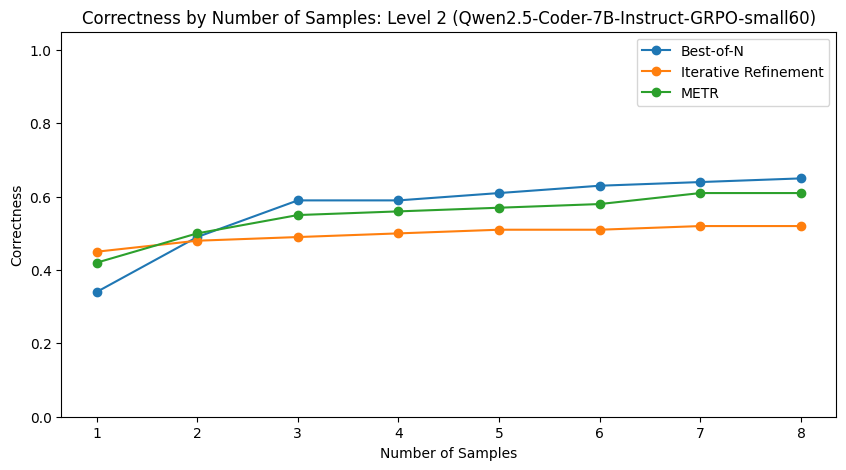 Correctness by Number of Samples: Level 2 (Qwen2.5-Coder-7B-Instruct-GRPO-small60)
Best-of-N
Iterative Refinement
METR
1.0
0.8
0.6
0.4
0.2
0.0
Correctness
1 2 3 4 5 6 7 8
Number of Samples